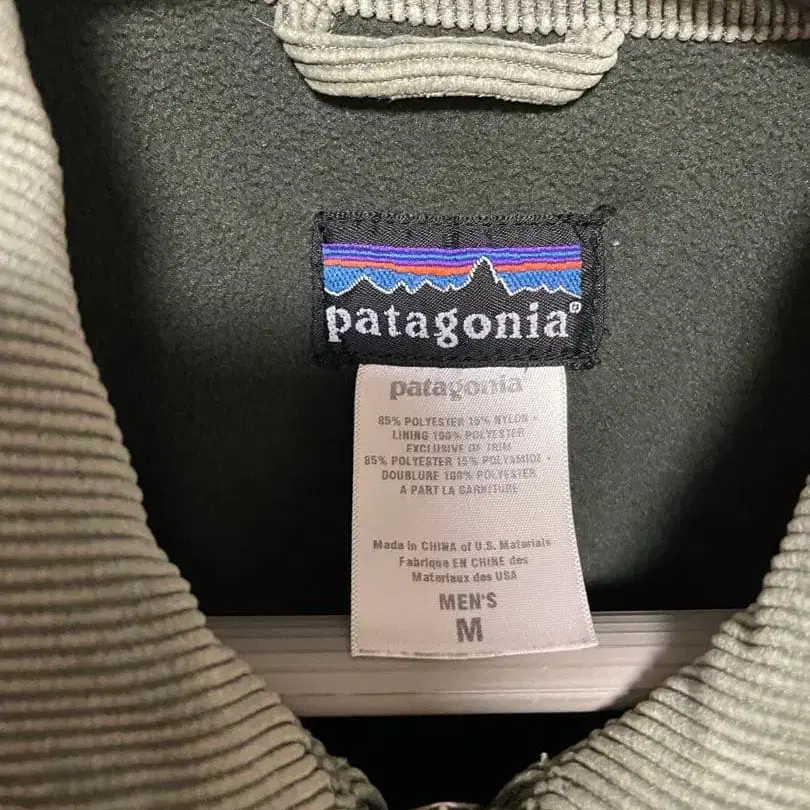 patagonia®
patagonia
85% POLYESTER 15% NYLON •
LINING 100% POLYESTER
EXCLUSIVE OF TRIM
85% POLYESTER 15% POLYAMIDE •
DOUBLURE 100% POLYESTER
A PART LA GARNITURE
Made in CHINA of U.S. Materials
Fabrique EN CHINE des
Materiaux des USA
MEN'S
M